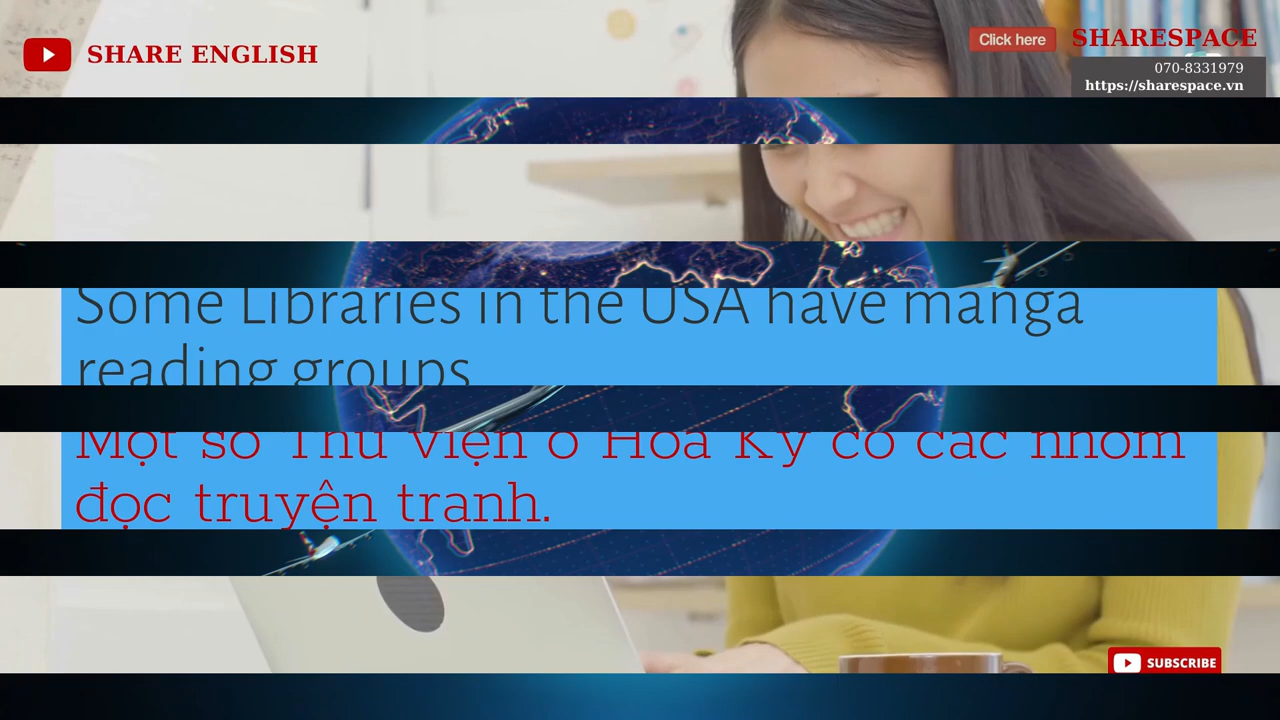 SHARE ENGLISH
Click here
SHARESPACE
070-8331979
https://sharespace.vn
Some Libraries in the USA have manga
reading groups
Một số Thư viện ở Hoa Kỳ có các nhóm
đọc truyện tranh.
SUBSCRIBE